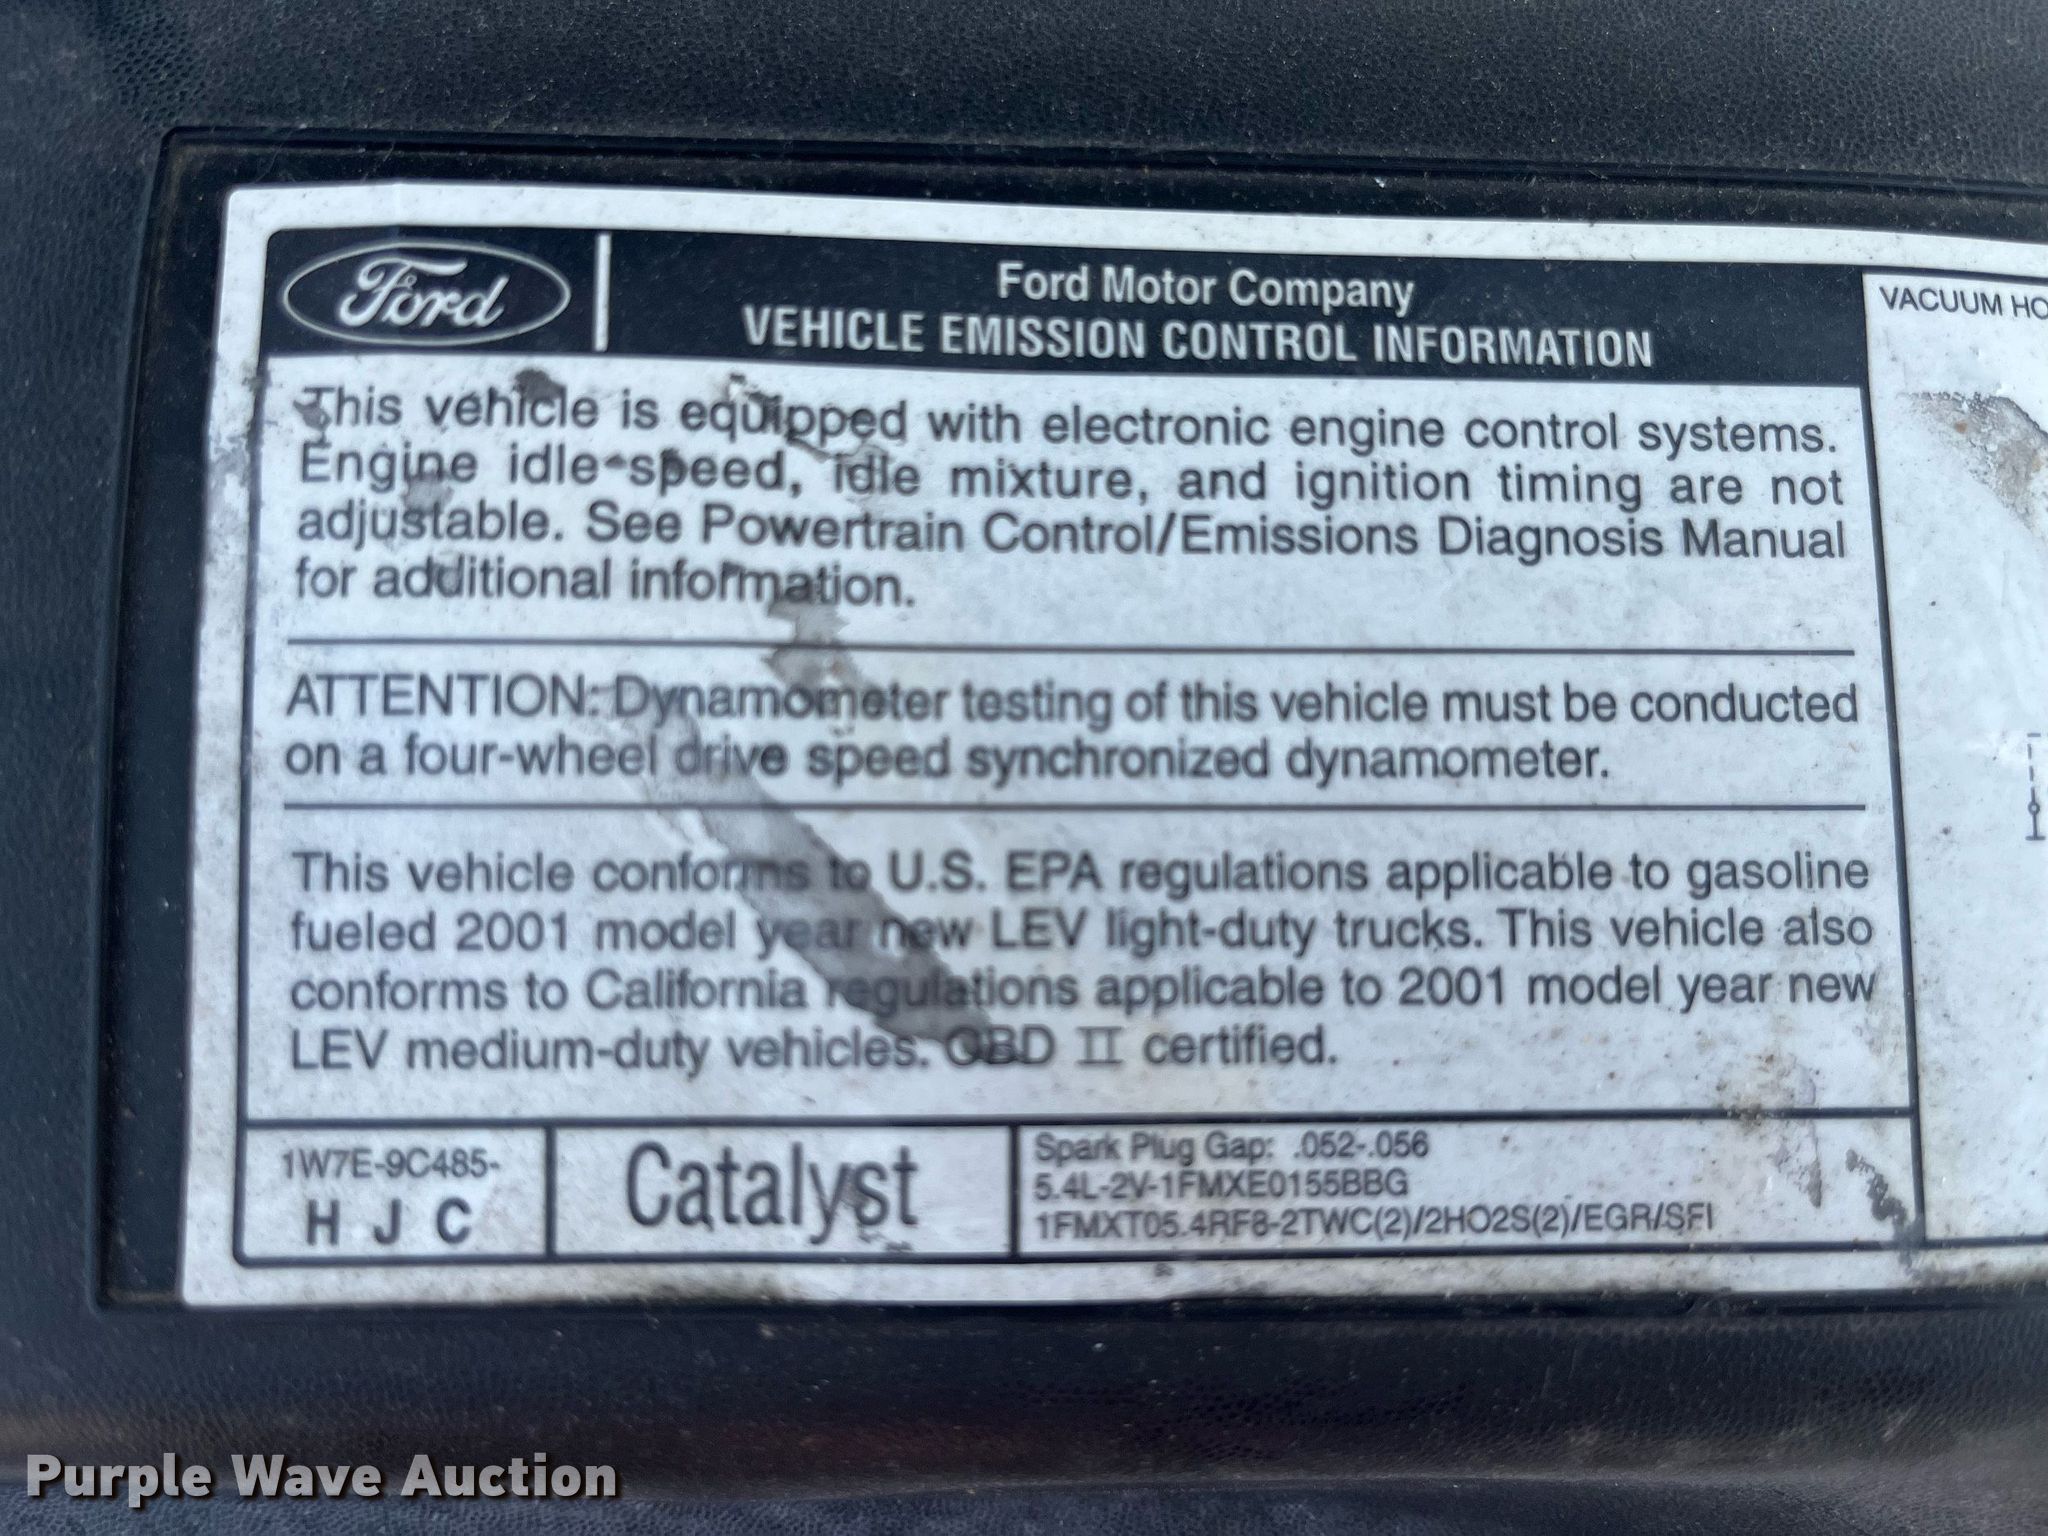 Ford
Ford Motor Company
VEHICLE EMISSION CONTROL INFORMATION
This vehicle is equipped with electronic engine control systems.
Engine idle speed, idle mixture, and ignition timing are not
adjustable. See Powertrain Control/Emissions Diagnosis Manual
for additional information.
ATTENTION: Dynamometer testing of this vehicle must be conducted
on a four-wheel drive speed synchronized dynamometer.
This vehicle conforms to U.S. EPA regulations applicable to gasoline
fueled 2001 model year new LEV light-duty trucks. This vehicle also
conforms to California regulations applicable to 2001 model year new
LEV medium-duty vehicles. OBD II certified.
1W7E-9C485-
H J C
Catalyst
Spark Plug Gap: .052-.056
5.4L-2V-1FMXE0155BBG
1FMXT05.4RF8-2TWC(2)/2HO2S(2)/EGR/SFI
VACUUM HO
Purple Wave Auction